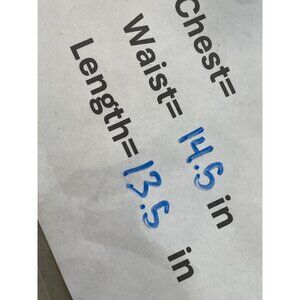 Chest=
Waist= 14.5 in
Length= 13.5 in